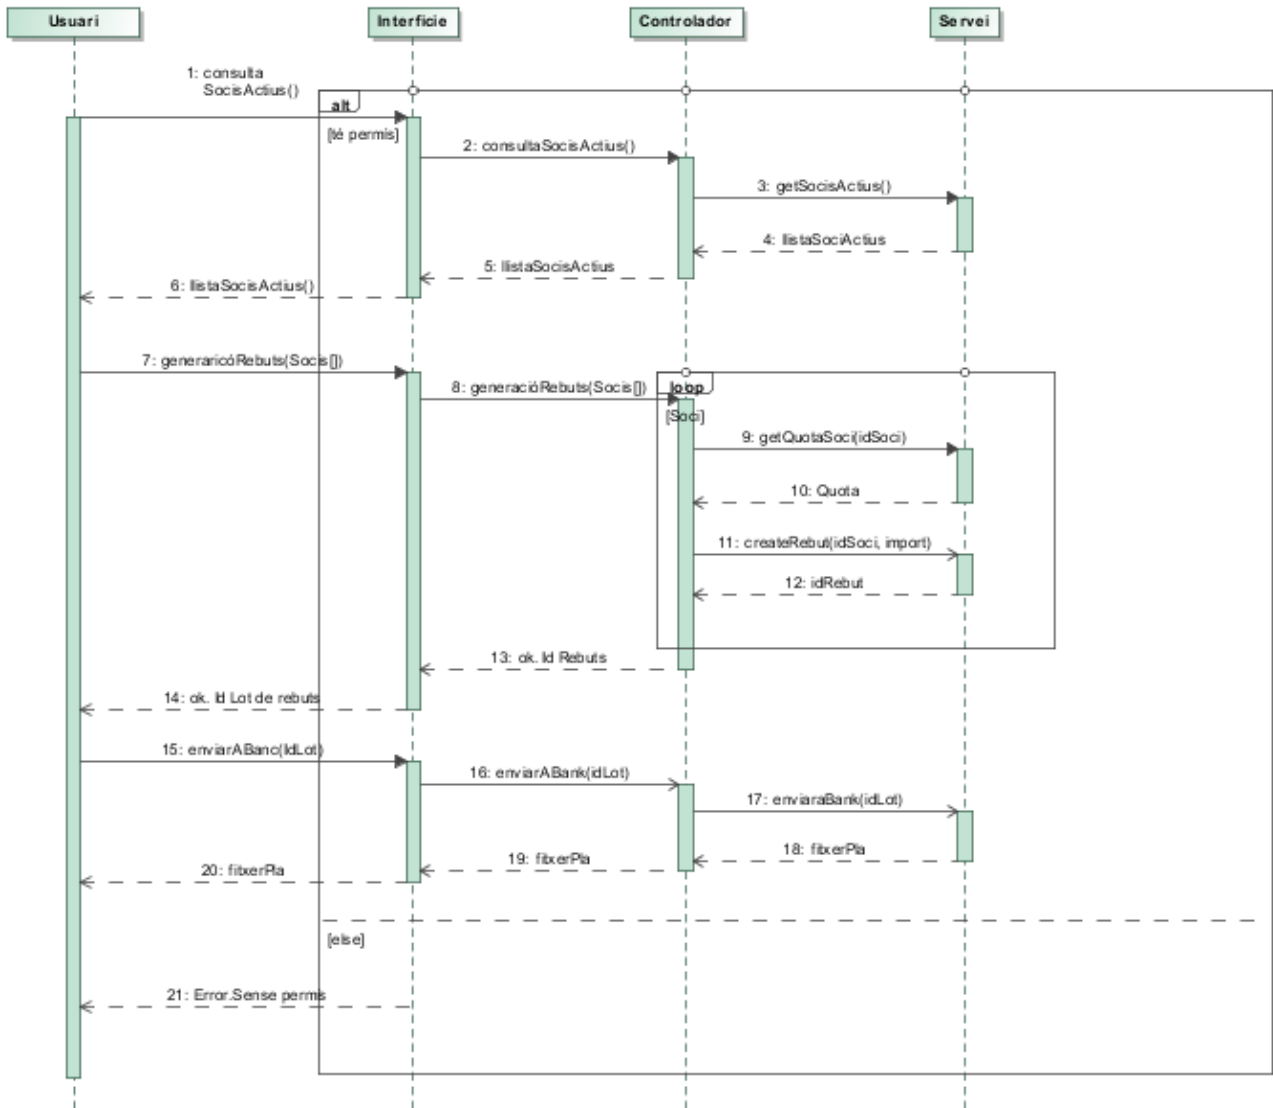 Usuari
Interficie
Controlador
Servei
1: consulta
SocisActius()
alt
[té permis]
2: consultaSocisActius()
3: getSocisActius()
4: llistaSociActius
5: llistaSocisActius
6: llistaSocisActius()
7: generaricóRebuts(Socis[])
8: generacióRebuts(Socis[])
loop
[Soci]
9: getQuotaSoci(idSoci)
10: Quota
11: createRebut(idSoci, import)
12: idRebut
13: ok. Id Rebuts
14: ok. Id Lot de rebuts
15: enviarABanc(IdLot)
16: enviarABank(idLot)
17: enviaraBank(idLot)
18: fitxerPla
19: fitxerPla
20: fitxerPla
[else]
21: Error.Sense permis